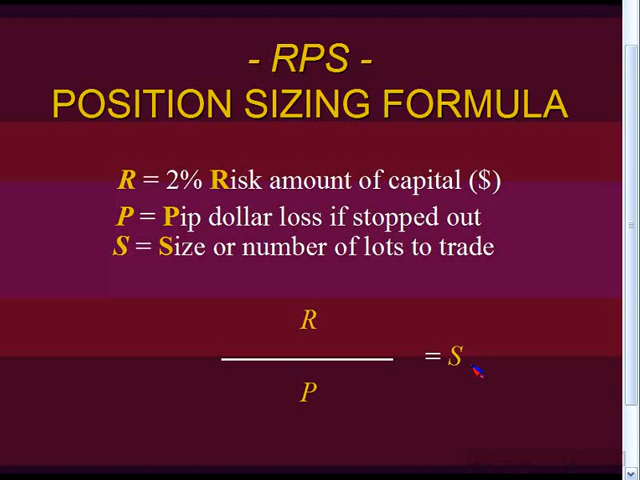 - RPS -
POSITION SIZING FORMULA
R = 2% Risk amount of capital ($)
P = Pip dollar loss if stopped out
S = Size or number of lots to trade
R
= S
P